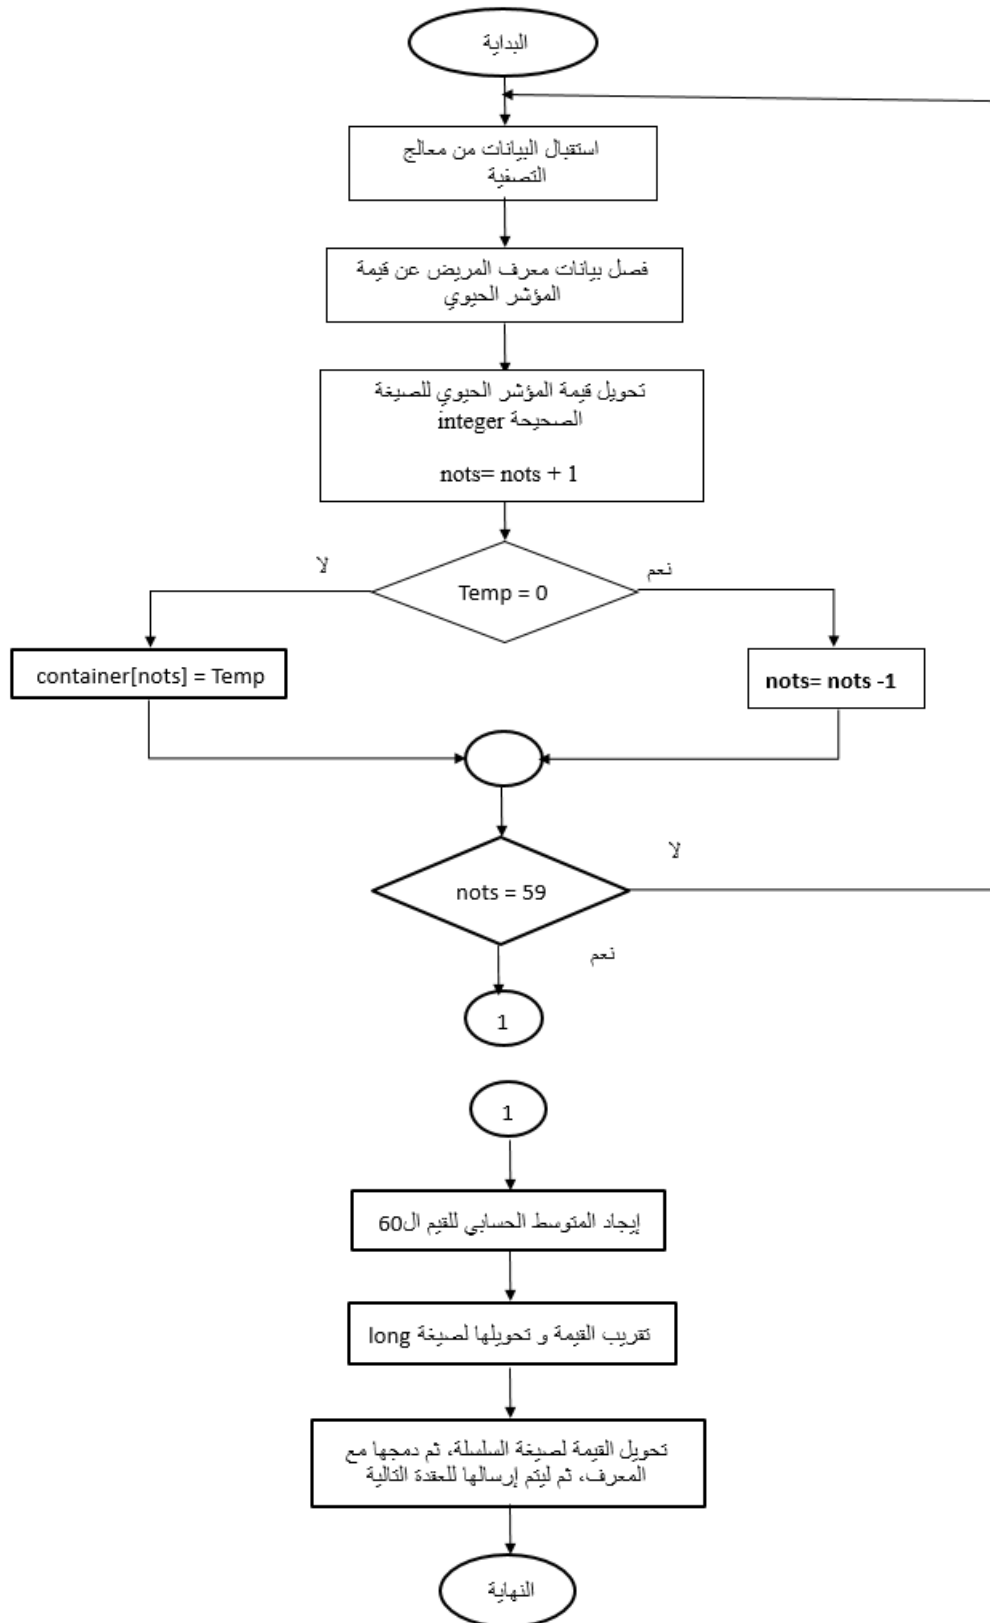 البداية
استقبال البيانات من معالج
التصفية
فصل بيانات معرف المريض عن قيمة
المؤشر الحيوي
تحويل قيمة المؤشر الحيوي للصيغة
الصحيحة integer
nots= nots + 1
لا
نعم
Temp = 0
container[nots] = Temp
nots= nots -1
لا
nots = 59
نعم
1
1
إيجاد المتوسط الحسابي للقيم ال60
تقريب القيمة و تحويلها لصيغة long
تحويل القيمة لصيغة السلسلة، ثم دمجها مع
المعرف، ثم ليتم إرسالها للعقدة التالية
النهاية